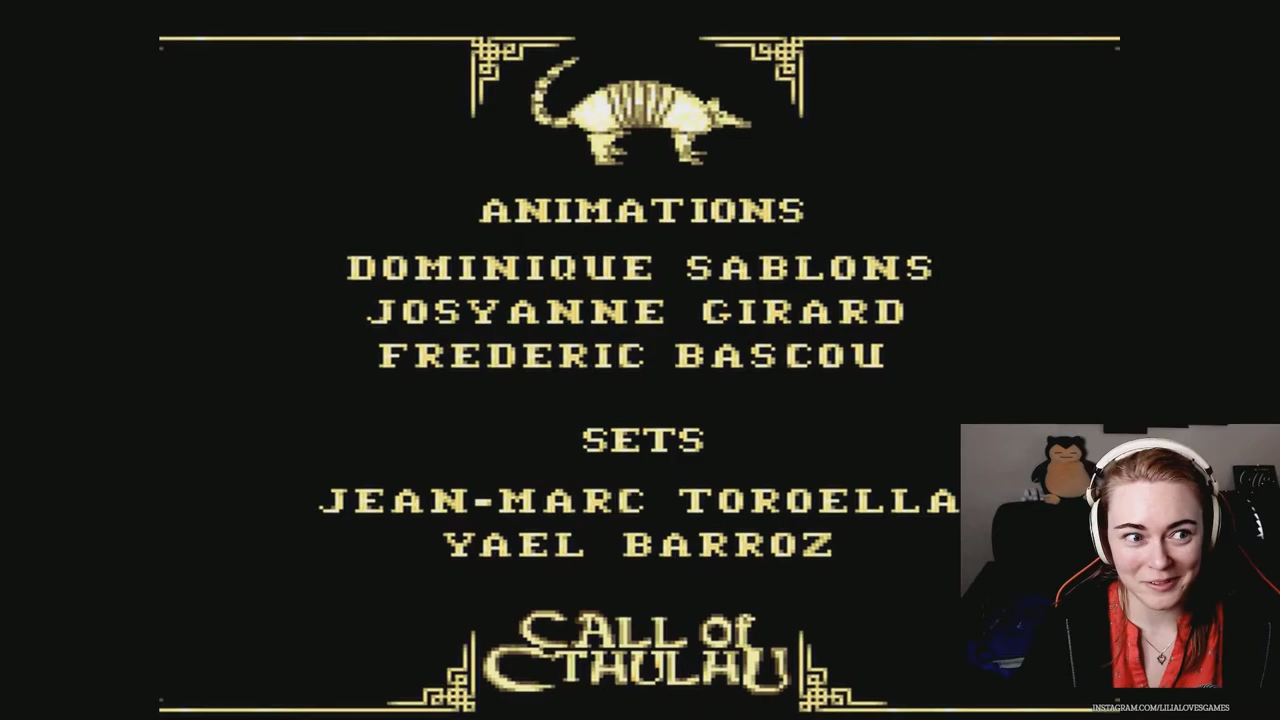 ANIMATIONS
DOMINIQUE SABLONS
JOSYANNE GIRARD
FREDERIC BASCOU
SETS
JEAN-MARC TOROELLA
YAEL BARROZ
CALL of
CTHULHU
INSTAGRAM.COM/LILIALOVESGAMES